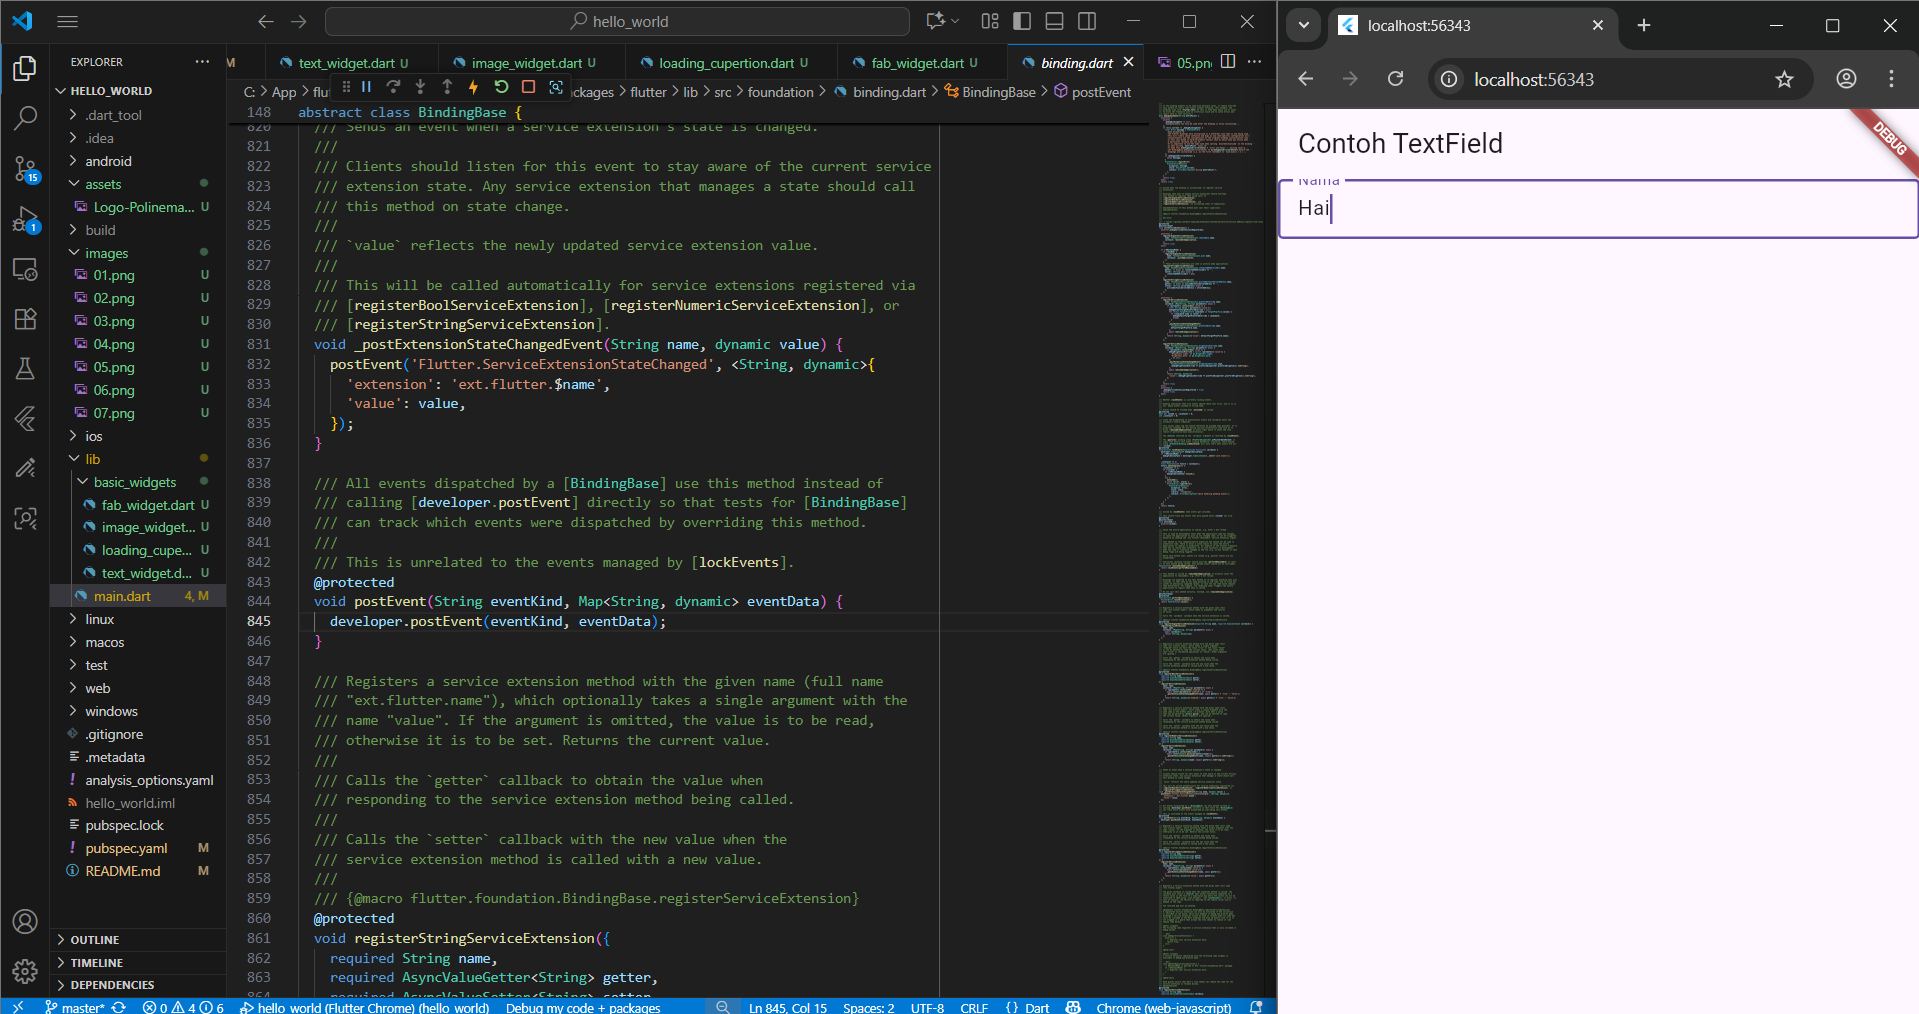 hello_world
localhost:56343
EXPLORER
M
text_widget.dart U
image_widget.dart U
loading_cupertion.dart U
fab_widget.dart U
binding.dart
05.pn
localhost:56343
HELLO_WORLD
C: > App > flu
ackages > flutter > lib > src > foundation > binding.dart > BindingBase > postEvent
148 abstract class BindingBase {
820 /// Sends an event when a service extension's state is changed.
821 ///
822 /// Clients should listen for this event to stay aware of the current service
823 /// extension state. Any service extension that manages a state should call
824 /// this method on state change.
825 ///
826 /// `value` reflects the newly updated service extension value.
827 ///
828 /// This will be called automatically for service extensions registered via
829 /// [registerBoolServiceExtension], [registerNumericServiceExtension], or
830 /// [registerStringServiceExtension].
831 void _postExtensionStateChangedEvent(String name, dynamic value) {
832 postEvent('Flutter.ServiceExtensionStateChanged', <String, dynamic>{
833 'extension': 'ext.flutter.$name',
834 'value': value,
835 });
836 }
837
838 /// All events dispatched by a [BindingBase] use this method instead of
839 /// calling [developer.postEvent] directly so that tests for [BindingBase]
840 /// can track which events were dispatched by overriding this method.
841 ///
842 /// This is unrelated to the events managed by [lockEvents].
843 @protected
844 void postEvent(String eventKind, Map<String, dynamic> eventData) {
845 developer.postEvent(eventKind, eventData);
846 }
847
848 /// Registers a service extension method with the given name (full name
849 /// "ext.flutter.name"), which optionally takes a single argument with the
850 /// name "value". If the argument is omitted, the value is to be read,
851 /// otherwise it is to be set. Returns the current value.
852 ///
853 /// Calls the `getter` callback to obtain the value when
854 /// responding to the service extension method being called.
855 ///
856 /// Calls the `setter` callback with the new value when the
857 /// service extension method is called with a new value.
858 ///
859 /// {@macro flutter.foundation.BindingBase.registerServiceExtension}
860 @protected
861 void registerStringServiceExtension({
862 required String name,
863 required AsyncValueGetter<String> getter,
864 required AsyncValueSetter<String> setter,
.dart_tool
.idea
android
assets
Logo-Polinema... U
build
images
01.png U
02.png U
03.png U
04.png U
05.png U
06.png U
07.png U
ios
lib
basic_widgets
fab_widget.dart U
image_widget... U
loading_cupe... U
text_widget.d... U
main.dart 4, M
linux
macos
test
web
windows
.gitignore
.metadata
analysis_options.yaml
hello_world.iml
pubspec.lock
pubspec.yaml M
README.md M
OUTLINE
TIMELINE
DEPENDENCIES
15
1
master* 0 4 6 hello world (Flutter Chrome) (hello_world) Debug my code + packages Ln 845, Col 15 Spaces: 2 UTF-8 CRLF { } Dart Chrome (web-javascript)
Contoh TextField
DEBUG
Nama
Hai